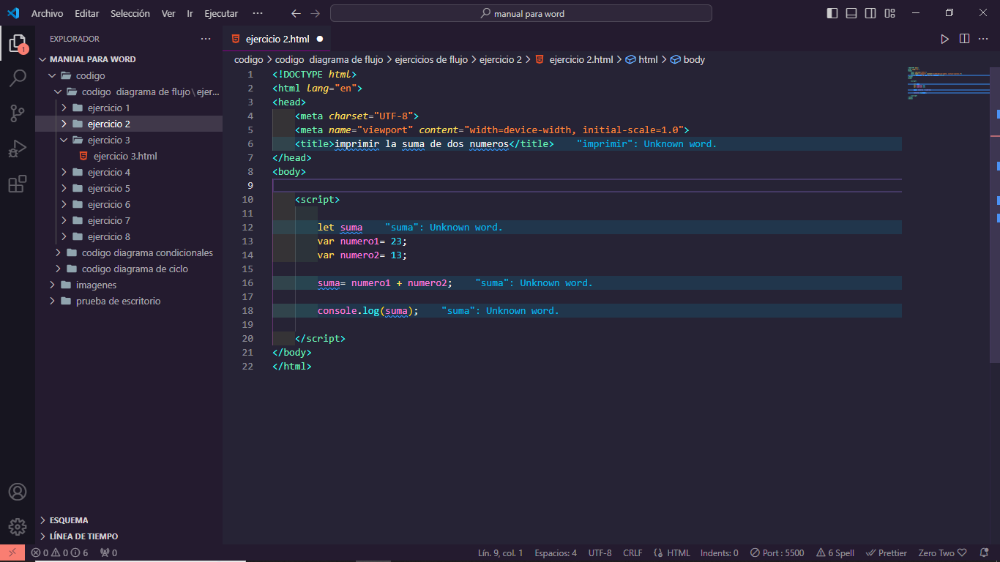 Archivo Editar Selección Ver Ir Ejecutar ··· manual para word
EXPLORADOR ···
1
MANUAL PARA WORD
codigo
codigo diagrama de flujo\ejer...
ejercicio 1
ejercicio 2
ejercicio 3
ejercicio 3.html
ejercicio 4
ejercicio 5
ejercicio 6
ejercicio 7
ejercicio 8
codigo diagrama condicionales
codigo diagrama de ciclo
imagenes
prueba de escritorio
ESQUEMA
LÍNEA DE TIEMPO
ejercicio 2.html
codigo > codigo diagrama de flujo > ejercicios de flujo > ejercicio 2 > ejercicio 2.html > html > body
1 <!DOCTYPE html>
2 <html lang="en">
3 <head>
4 <meta charset="UTF-8">
5 <meta name="viewport" content="width=device-width, initial-scale=1.0">
6 <title>imprimir la suma de dos numeros</title> "imprimir": Unknown word.
7 </head>
8 <body>
9
10 <script>
11
12 let suma "suma": Unknown word.
13 var numero1= 23;
14 var numero2= 13;
15
16 suma= numero1 + numero2; "suma": Unknown word.
17
18 console.log(suma); "suma": Unknown word.
19
20 </script>
21 </body>
22 </html>
0 0 6 0 Lín. 9, col. 1 Espacios: 4 UTF-8 CRLF HTML Indents: 0 Port : 5500 6 Spell Prettier Zero Two